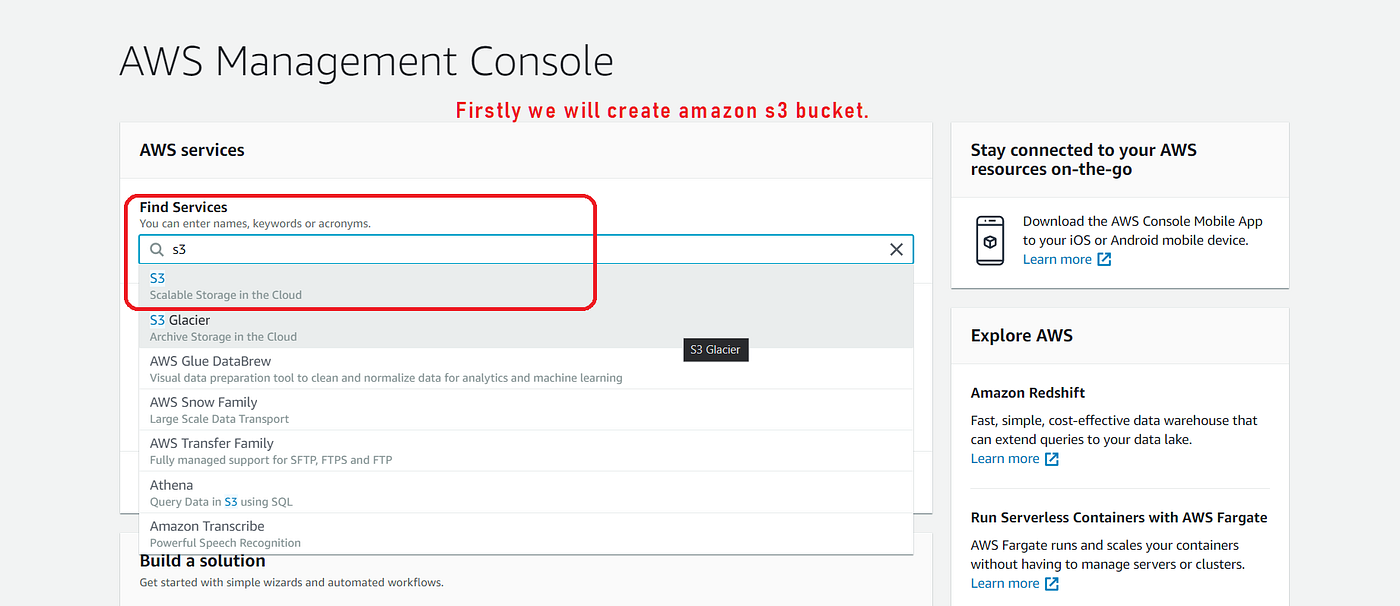 AWS Management Console
Firstly we will create amazon s3 bucket.
AWS services
Find Services
You can enter names, keywords or acronyms.
s3
S3
Scalable Storage in the Cloud
S3 Glacier
Archive Storage in the Cloud
S3 Glacier
AWS Glue DataBrew
Visual data preparation tool to clean and normalize data for analytics and machine learning
AWS Snow Family
Large Scale Data Transport
AWS Transfer Family
Fully managed support for SFTP, FTPS and FTP
Athena
Query Data in S3 using SQL
Amazon Transcribe
Powerful Speech Recognition
Build a solution
Get started with simple wizards and automated workflows.
Stay connected to your AWS
resources on-the-go
Download the AWS Console Mobile App
to your iOS or Android mobile device.
Learn more
Explore AWS
Amazon Redshift
Fast, simple, cost-effective data warehouse that
can extend queries to your data lake.
Learn more
Run Serverless Containers with AWS Fargate
AWS Fargate runs and scales your containers
without having to manage servers or clusters.
Learn more